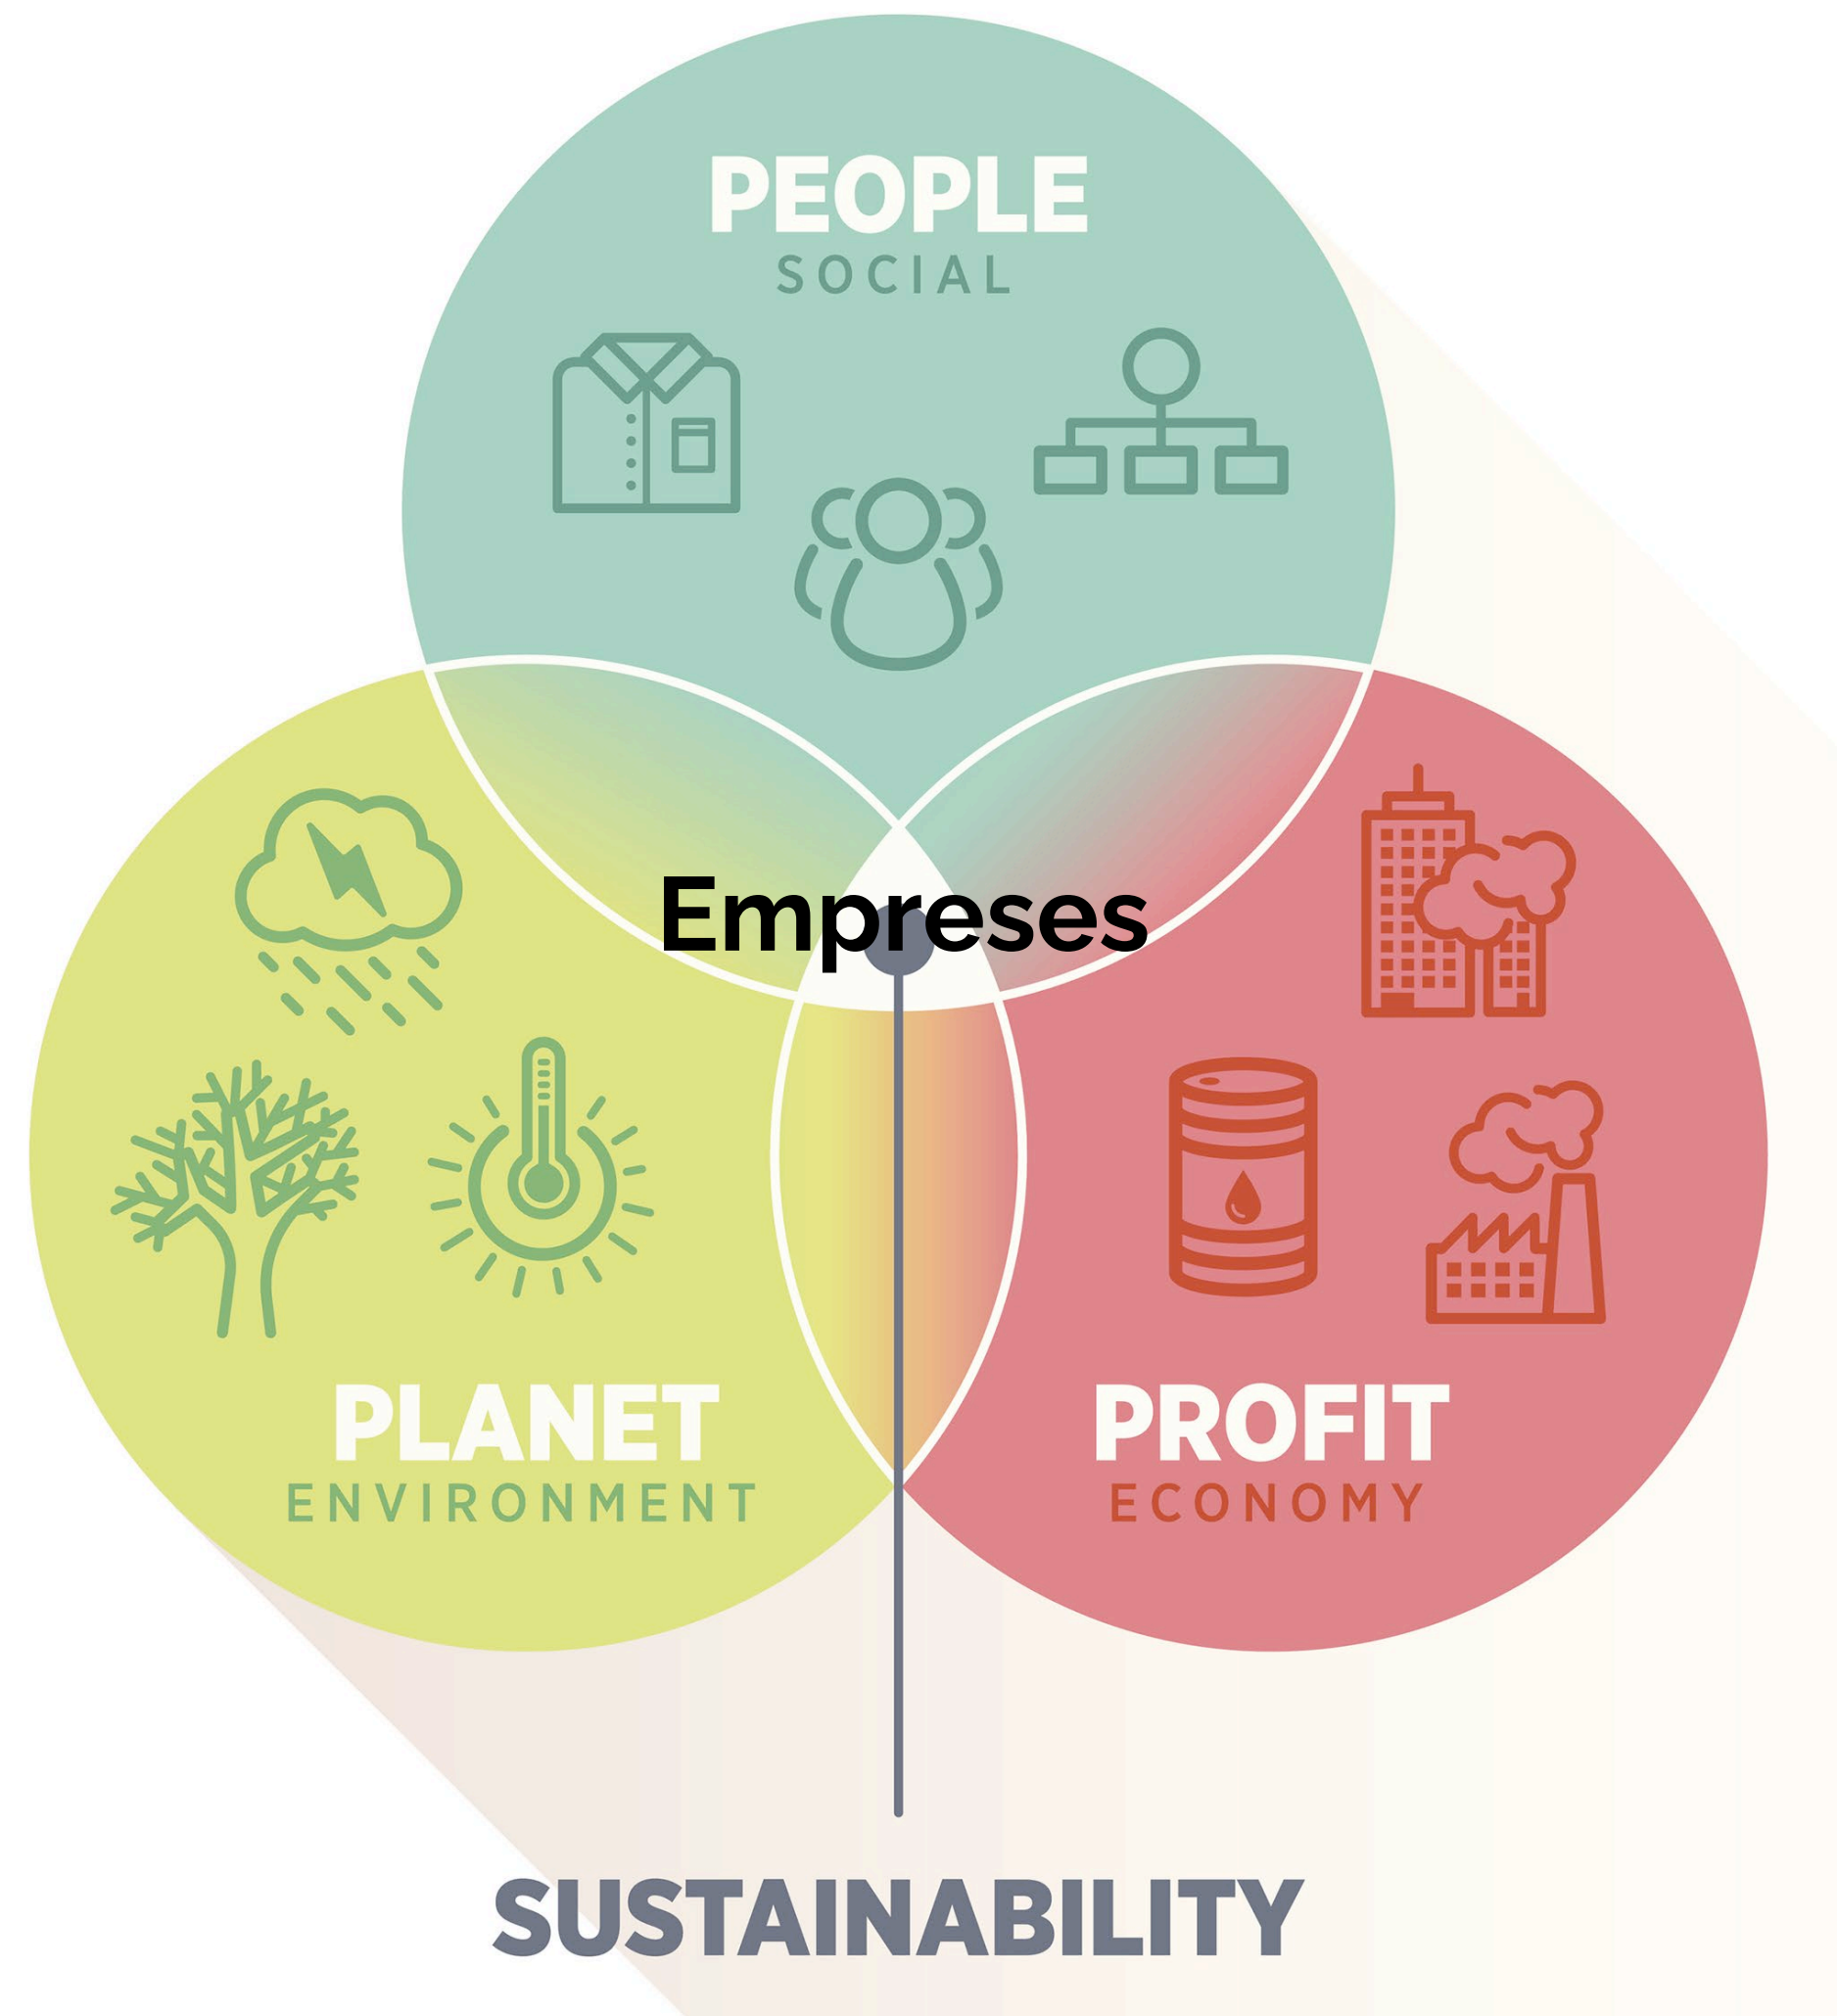 PEOPLE
SOCIAL
Empreses
PLANET
ENVIRONMENT
PROFIT
ECONOMY
SUSTAINABILITY